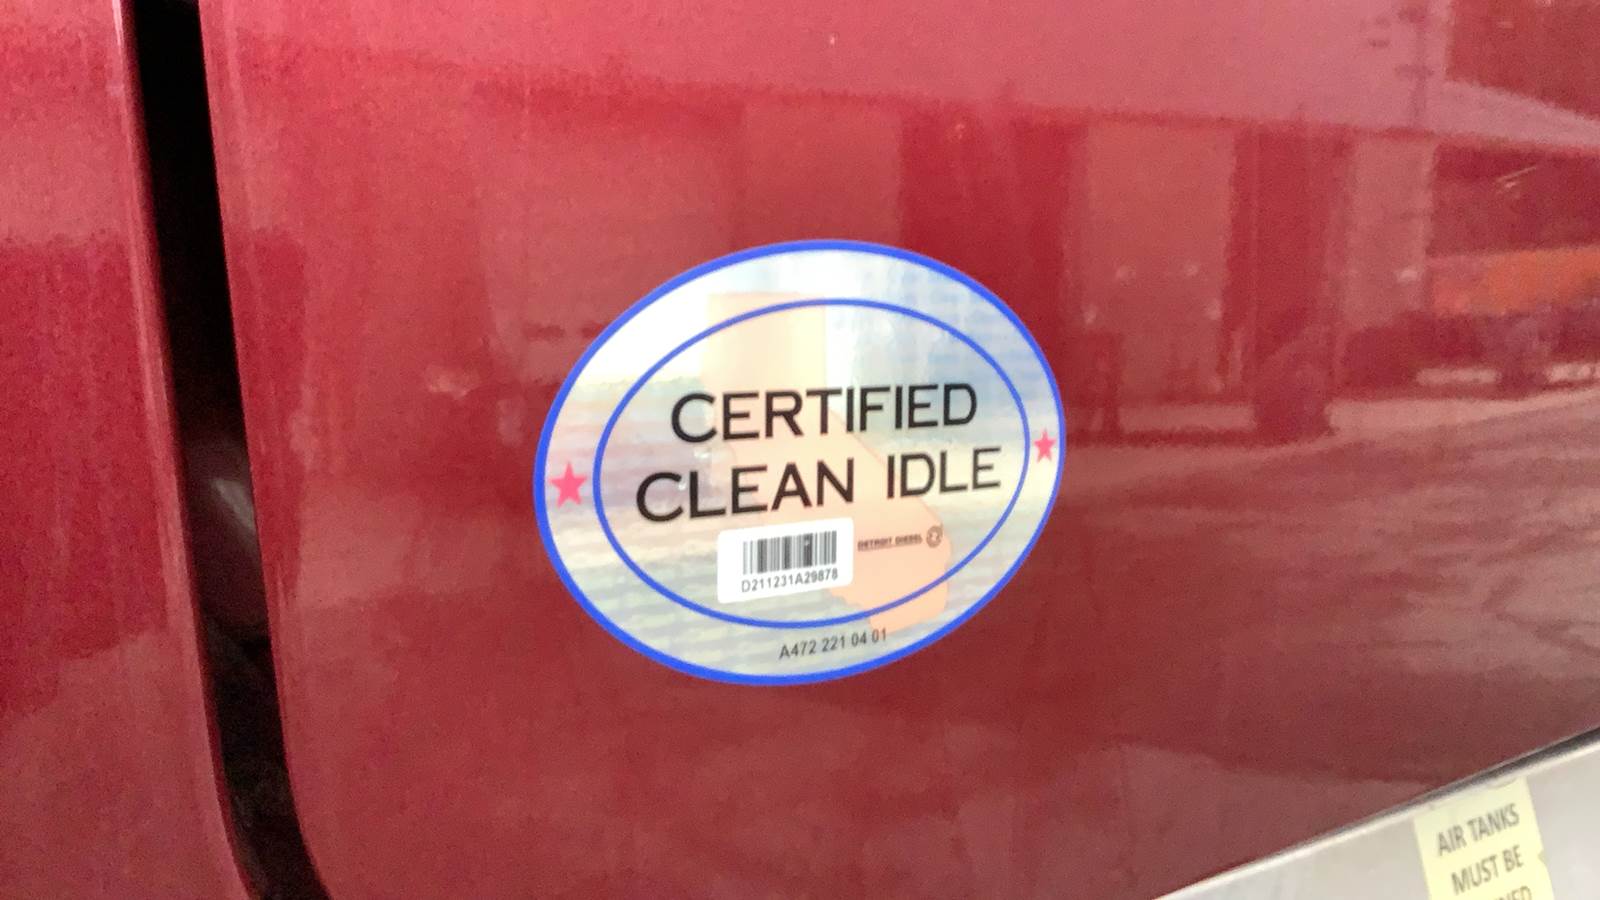 CERTIFIED
CLEAN IDLE
DETROIT DIESEL
D211231A29878
A472 221 04 01
AIR TANKS
MUST BE